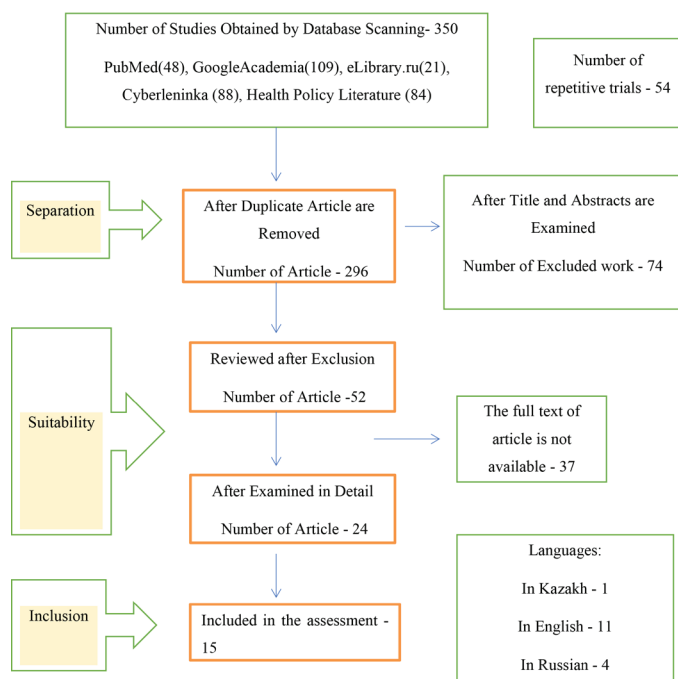 Number of Studies Obtained by Database Scanning- 350
PubMed(48), GoogleAcademia(109), eLibrary.ru(21),
Cyberleninka (88), Health Policy Literature (84)
Number of
repetitive trials - 54
Separation
After Duplicate Article are
Removed
Number of Article - 296
After Title and Abstracts are
Examined
Number of Excluded work - 74
Suitability
Reviewed after Exclusion
Number of Article -52
The full text of
article is not
available - 37
After Examined in Detail
Number of Article - 24
Inclusion
Included in the assessment -
15
Languages:
In Kazakh - 1
In English - 11
In Russian - 4